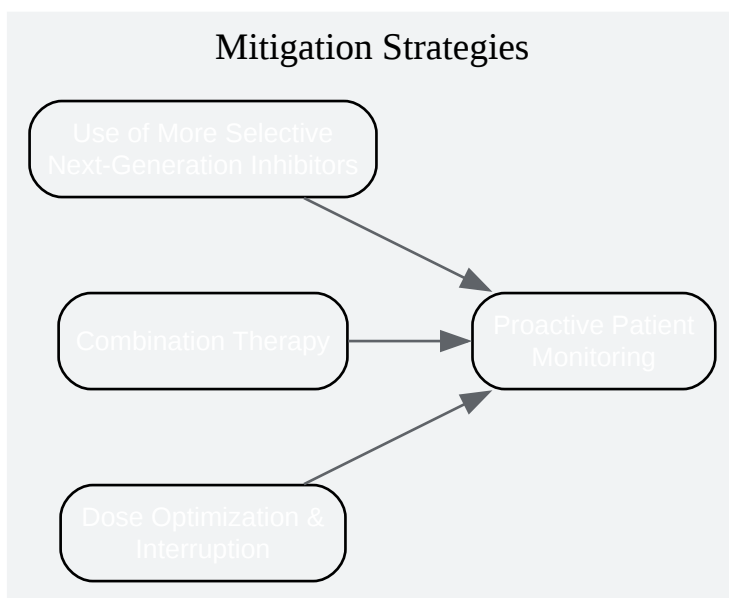 Mitigation Strategies
Use of More Selective
Next-Generation Inhibitors
Combination Therapy
Proactive Patient
Monitoring
Dose Optimization &
Interruption